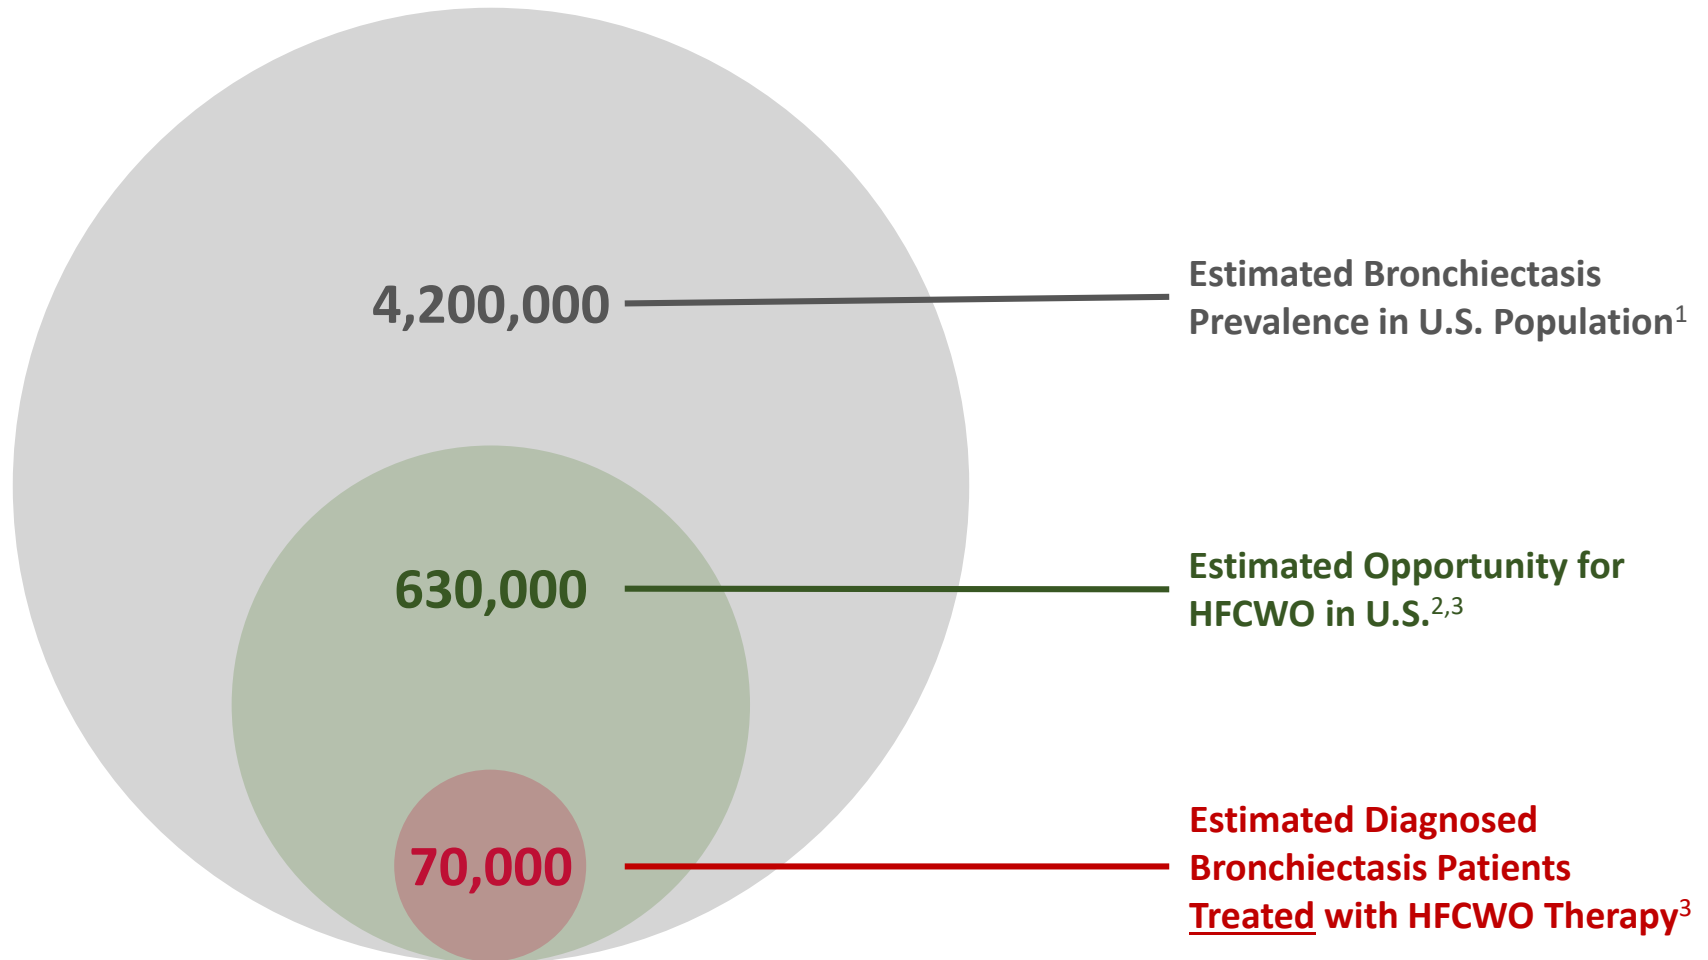 4,200,000
Estimated Bronchiectasis
Prevalence in U.S. Population1
630,000
Estimated Opportunity for
HFCWO in U.S.2,3
70,000
Estimated Diagnosed
Bronchiectasis Patients
Treated with HFCWO Therapy3